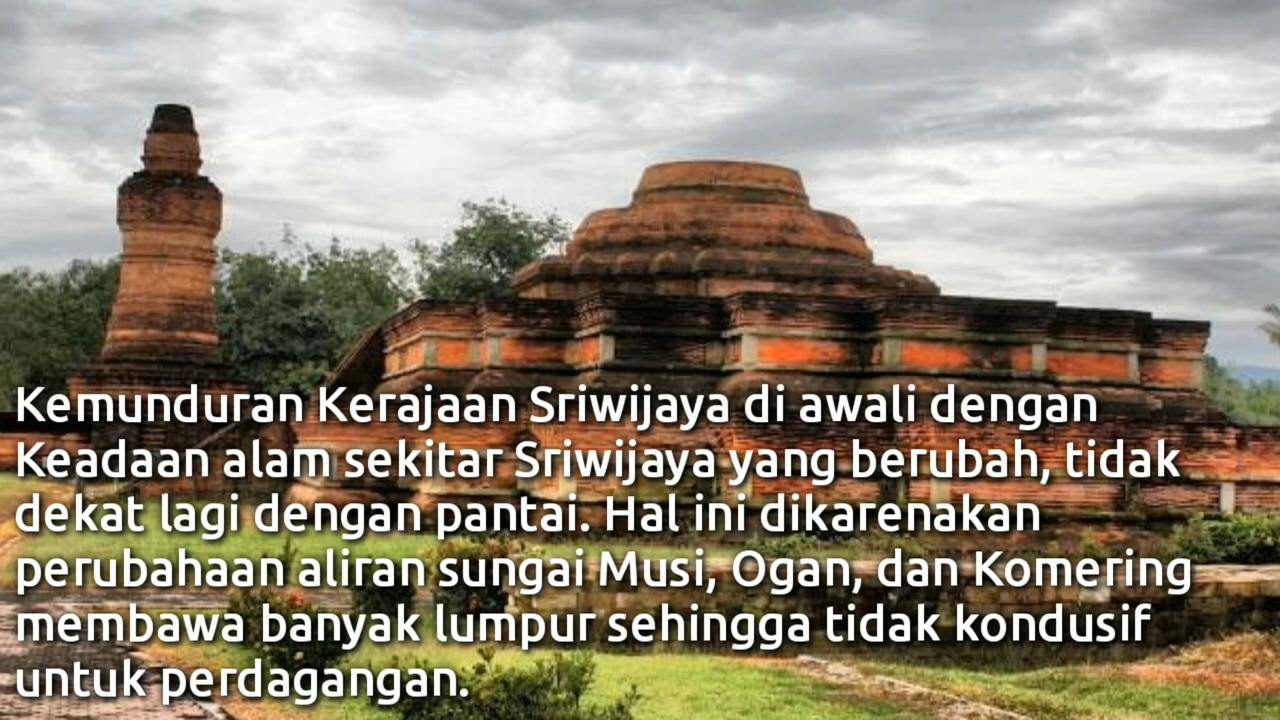 Kemunduran Kerajaan Sriwijaya di awali dengan
Keadaan alam sekitar Sriwijaya yang berubah, tidak
dekat lagi dengan pantai. Hal ini dikarenakan
perubahaan aliran sungai Musi, Ogan, dan Komering
membawa banyak lumpur sehingga tidak kondusif
untuk perdagangan.